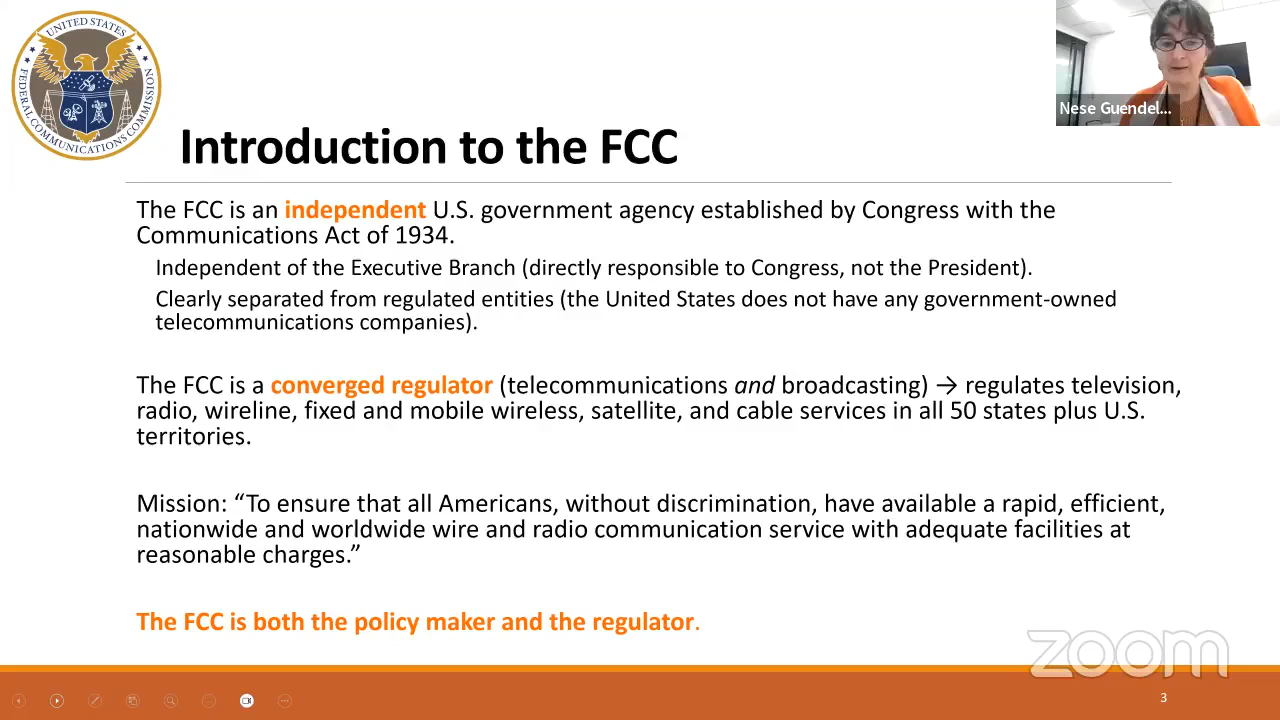 UNITED STATES
FEDERAL COMMUNICATIONS COMMISSION
Nese Guendel...
Introduction to the FCC
The FCC is an independent U.S. government agency established by Congress with the
Communications Act of 1934.
Independent of the Executive Branch (directly responsible to Congress, not the President).
Clearly separated from regulated entities (the United States does not have any government-owned
telecommunications companies).
The FCC is a converged regulator (telecommunications and broadcasting) → regulates television,
radio, wireline, fixed and mobile wireless, satellite, and cable services in all 50 states plus U.S.
territories.
Mission: “To ensure that all Americans, without discrimination, have available a rapid, efficient,
nationwide and worldwide wire and radio communication service with adequate facilities at
reasonable charges.”
The FCC is both the policy maker and the regulator.
zoom
3